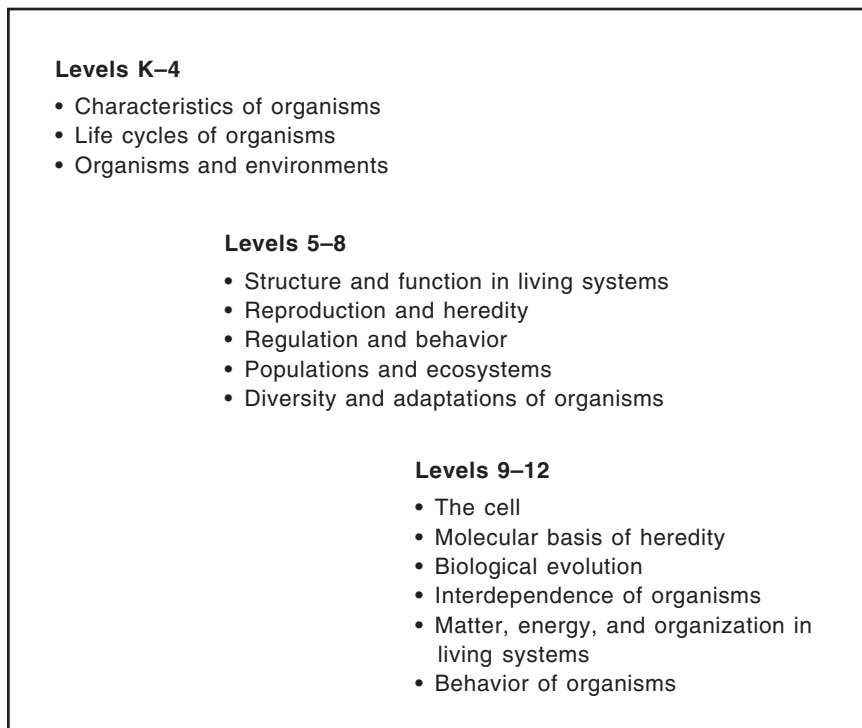 Levels K–4
• Characteristics of organisms
• Life cycles of organisms
• Organisms and environments
Levels 5–8
• Structure and function in living systems
• Reproduction and heredity
• Regulation and behavior
• Populations and ecosystems
• Diversity and adaptations of organisms
Levels 9–12
• The cell
• Molecular basis of heredity
• Biological evolution
• Interdependence of organisms
• Matter, energy, and organization in
living systems
• Behavior of organisms